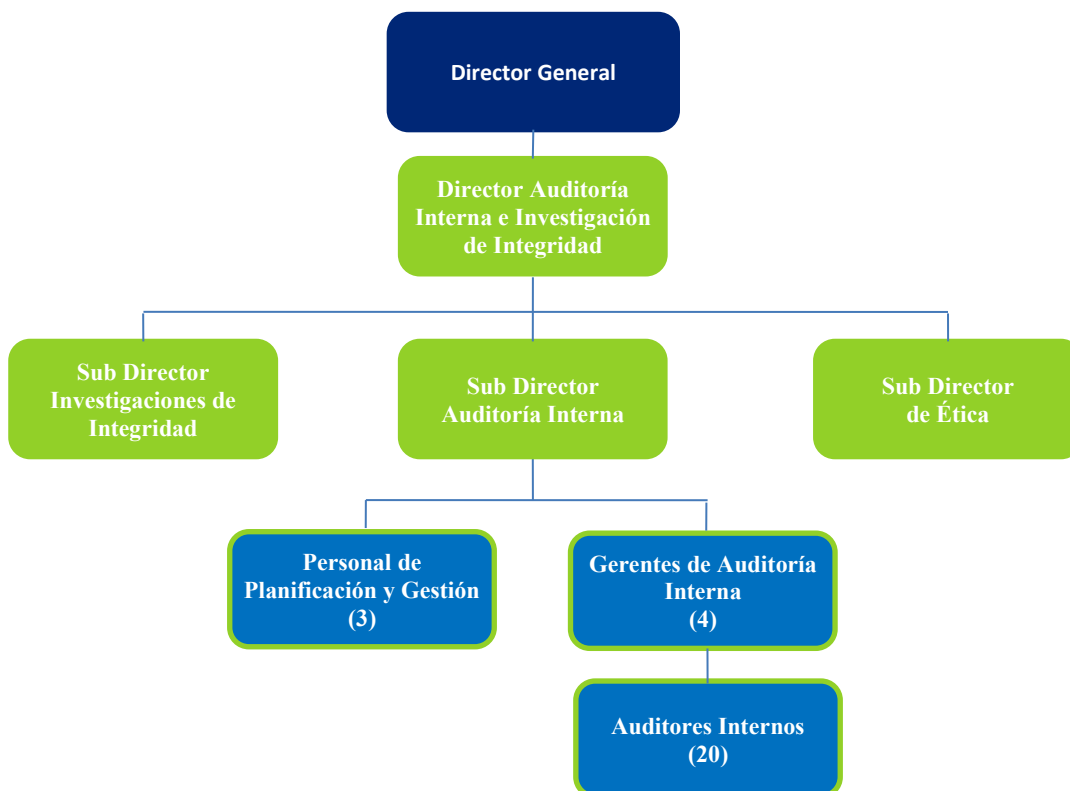 Director General
Director Auditoría
Interna e Investigación
de Integridad
Sub Director
Investigaciones de
Integridad
Sub Director
Auditoría Interna
Sub Director
de Ética
Personal de
Planificación y Gestión
(3)
Gerentes de Auditoría
Interna
(4)
Auditores Internos
(20)